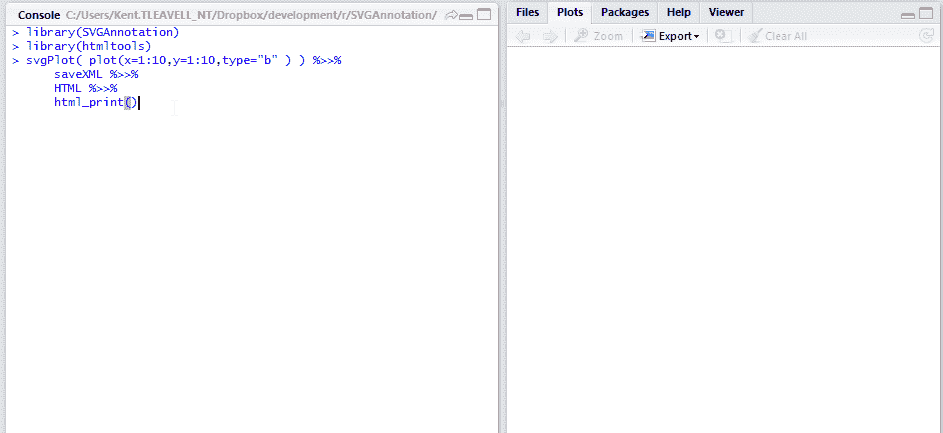 Console C:/Users/Kent.TLEAVELL_NT/Dropbox/development/r/SVGAnnotation/
> library(SVGAnnotation)
> library(htmltools)
> svgPlot( plot(x=1:10,y=1:10,type="b" ) ) %>>%
saveXML %>>%
HTML %>>%
html_print()
Files Plots Packages Help Viewer
Zoom Export Clear All